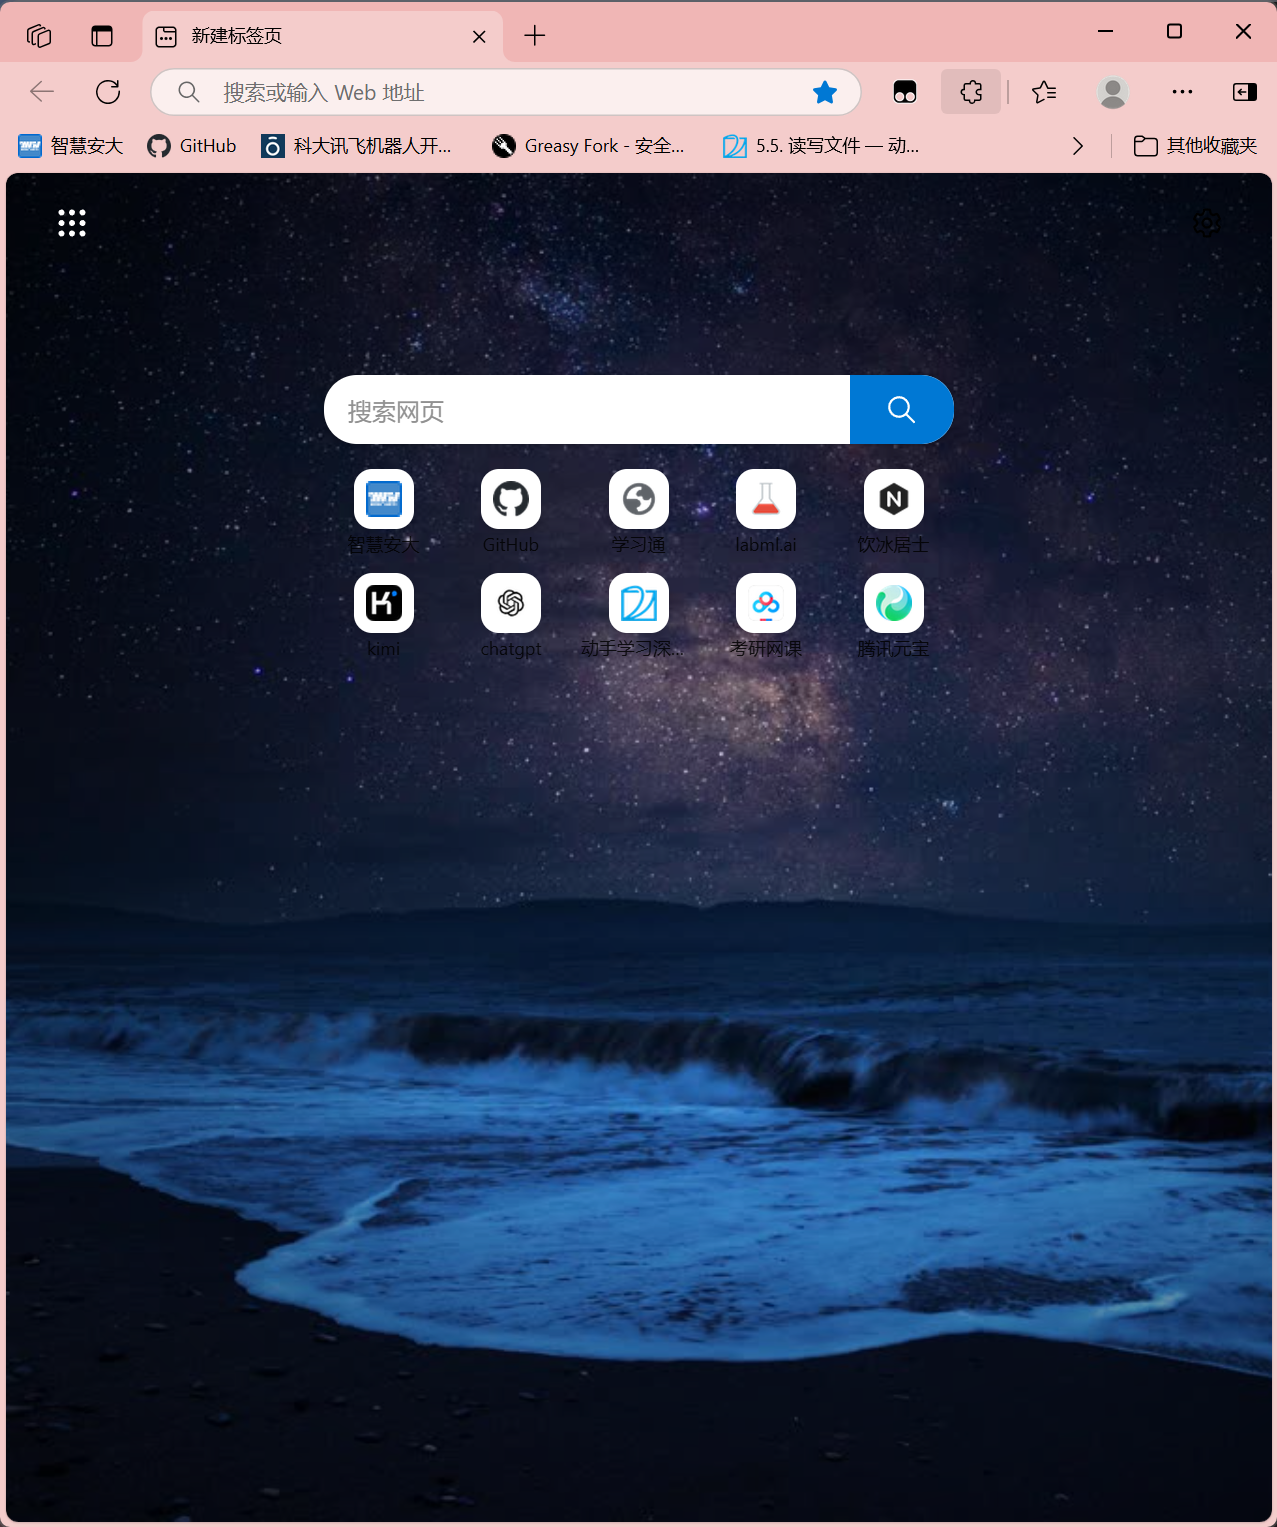 新建标签页
搜索或输入 Web 地址
智慧安大 GitHub 科大讯飞机器人开... Greasy Fork - 安全... 5.5. 读写文件 — 动... 其他收藏夹
搜索网页
智慧安大 GitHub 学习通 labml.ai 饮冰居士
kimi chatgpt 动手学习深... 考研网课 腾讯元宝